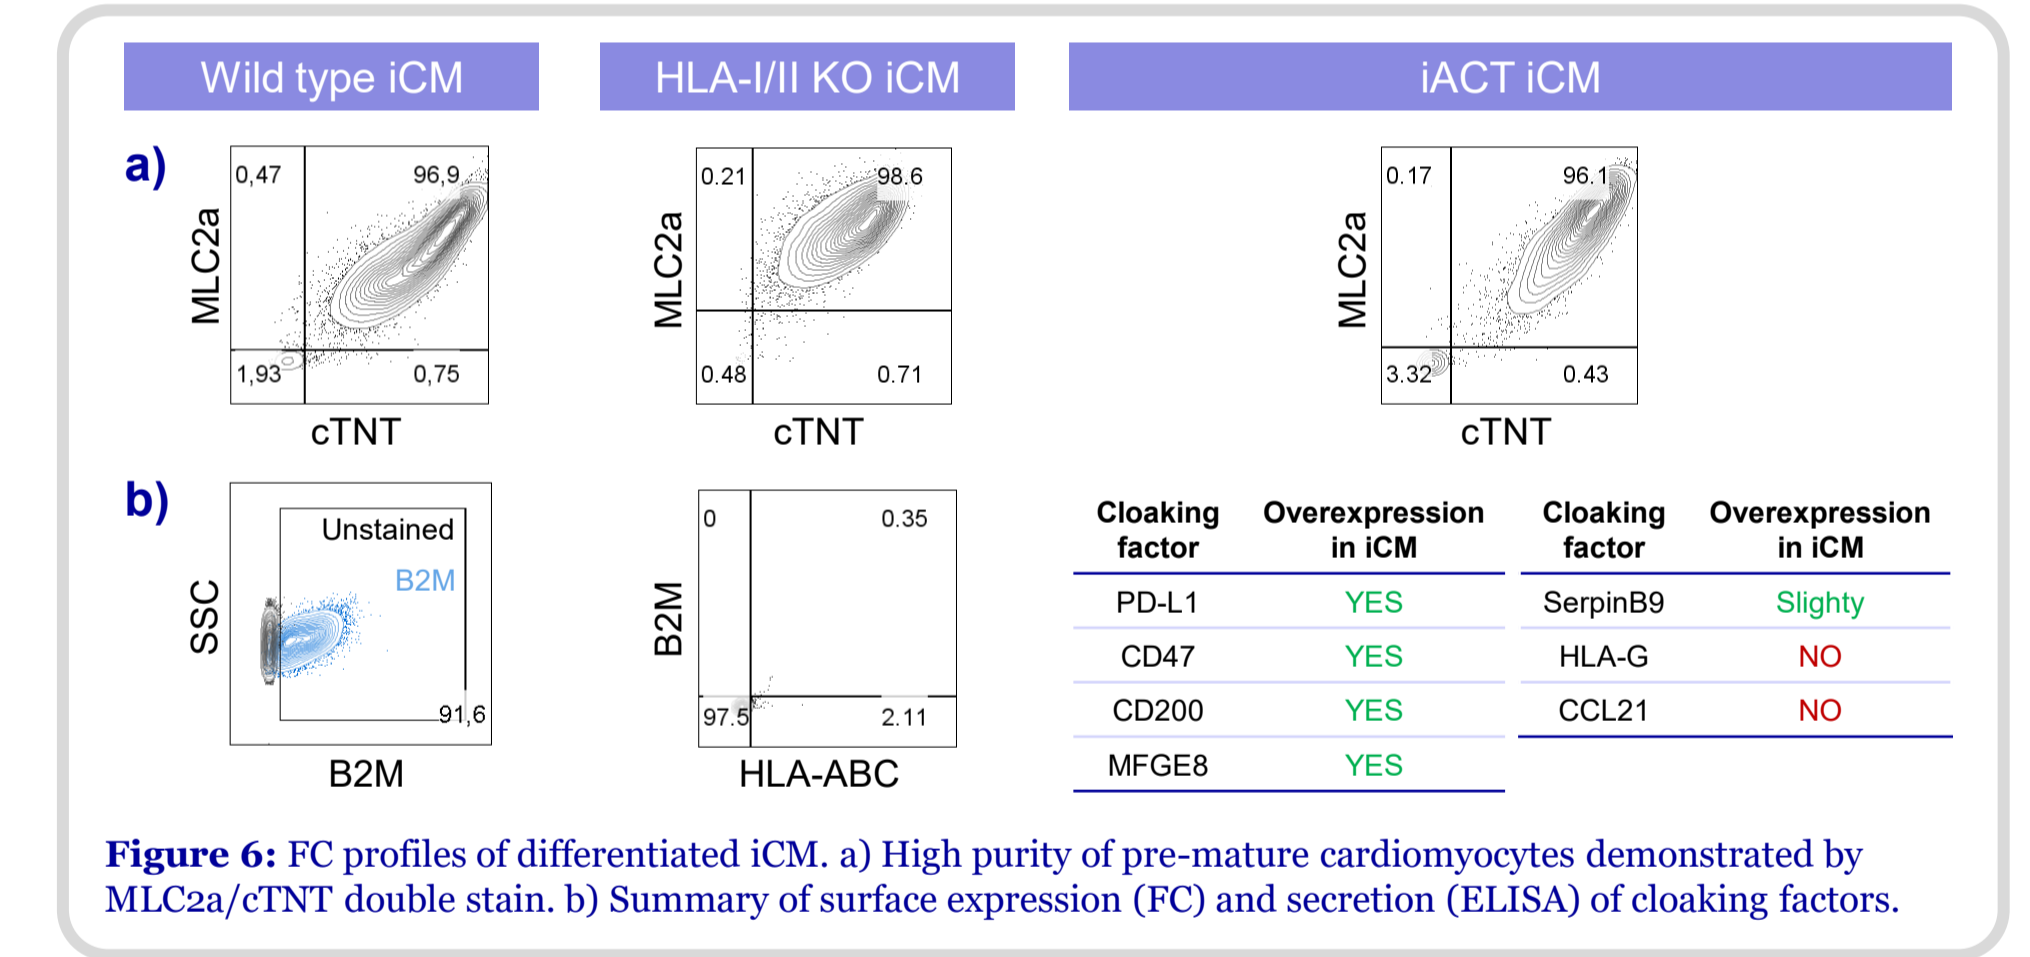 Wild type iCM
HLA-I/II KO iCM
iACT iCM
a)
0,47
96,9
1,93
0,75
MLC2a
cTNT
0.21
98.6
0.48
0.71
MLC2a
cTNT
0.17
96.1
3.32
0.43
MLC2a
cTNT
b)
Unstained
B2M
91,6
SSC
B2M
0
0.35
97.5
2.11
B2M
HLA-ABC
Cloaking factor
Overexpression in iCM
PD-L1 YES
CD47 YES
CD200 YES
MFGE8 YES
Cloaking factor
Overexpression in iCM
SerpinB9 Slighty
HLA-G NO
CCL21 NO
Figure 6: FC profiles of differentiated iCM. a) High purity of pre-mature cardiomyocytes demonstrated by
MLC2a/cTNT double stain. b) Summary of surface expression (FC) and secretion (ELISA) of cloaking factors.